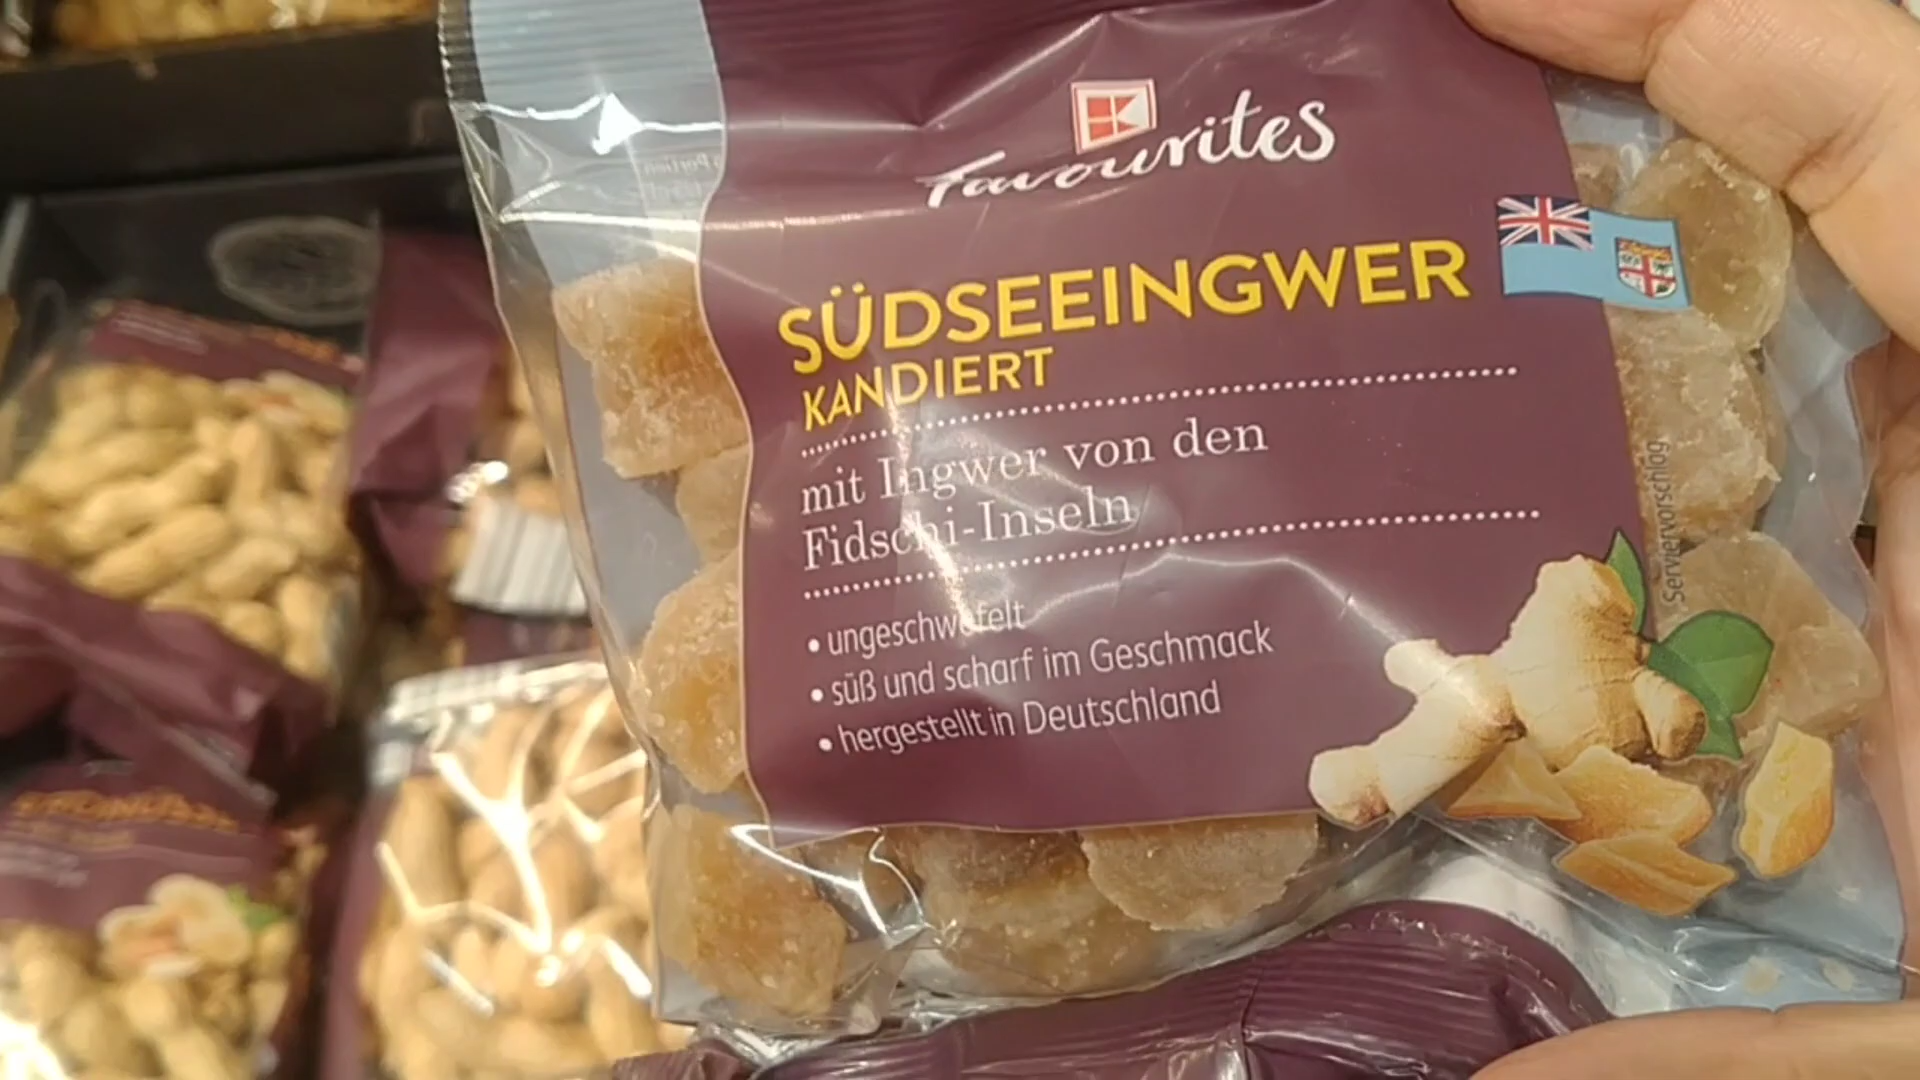 K
Favourites
SÜDSEEINGWER
KANDIERT
mit Ingwer von den
Fidschi-Inseln
• ungeschwefelt
• süß und scharf im Geschmack
• hergestellt in Deutschland
Serviervorschlag